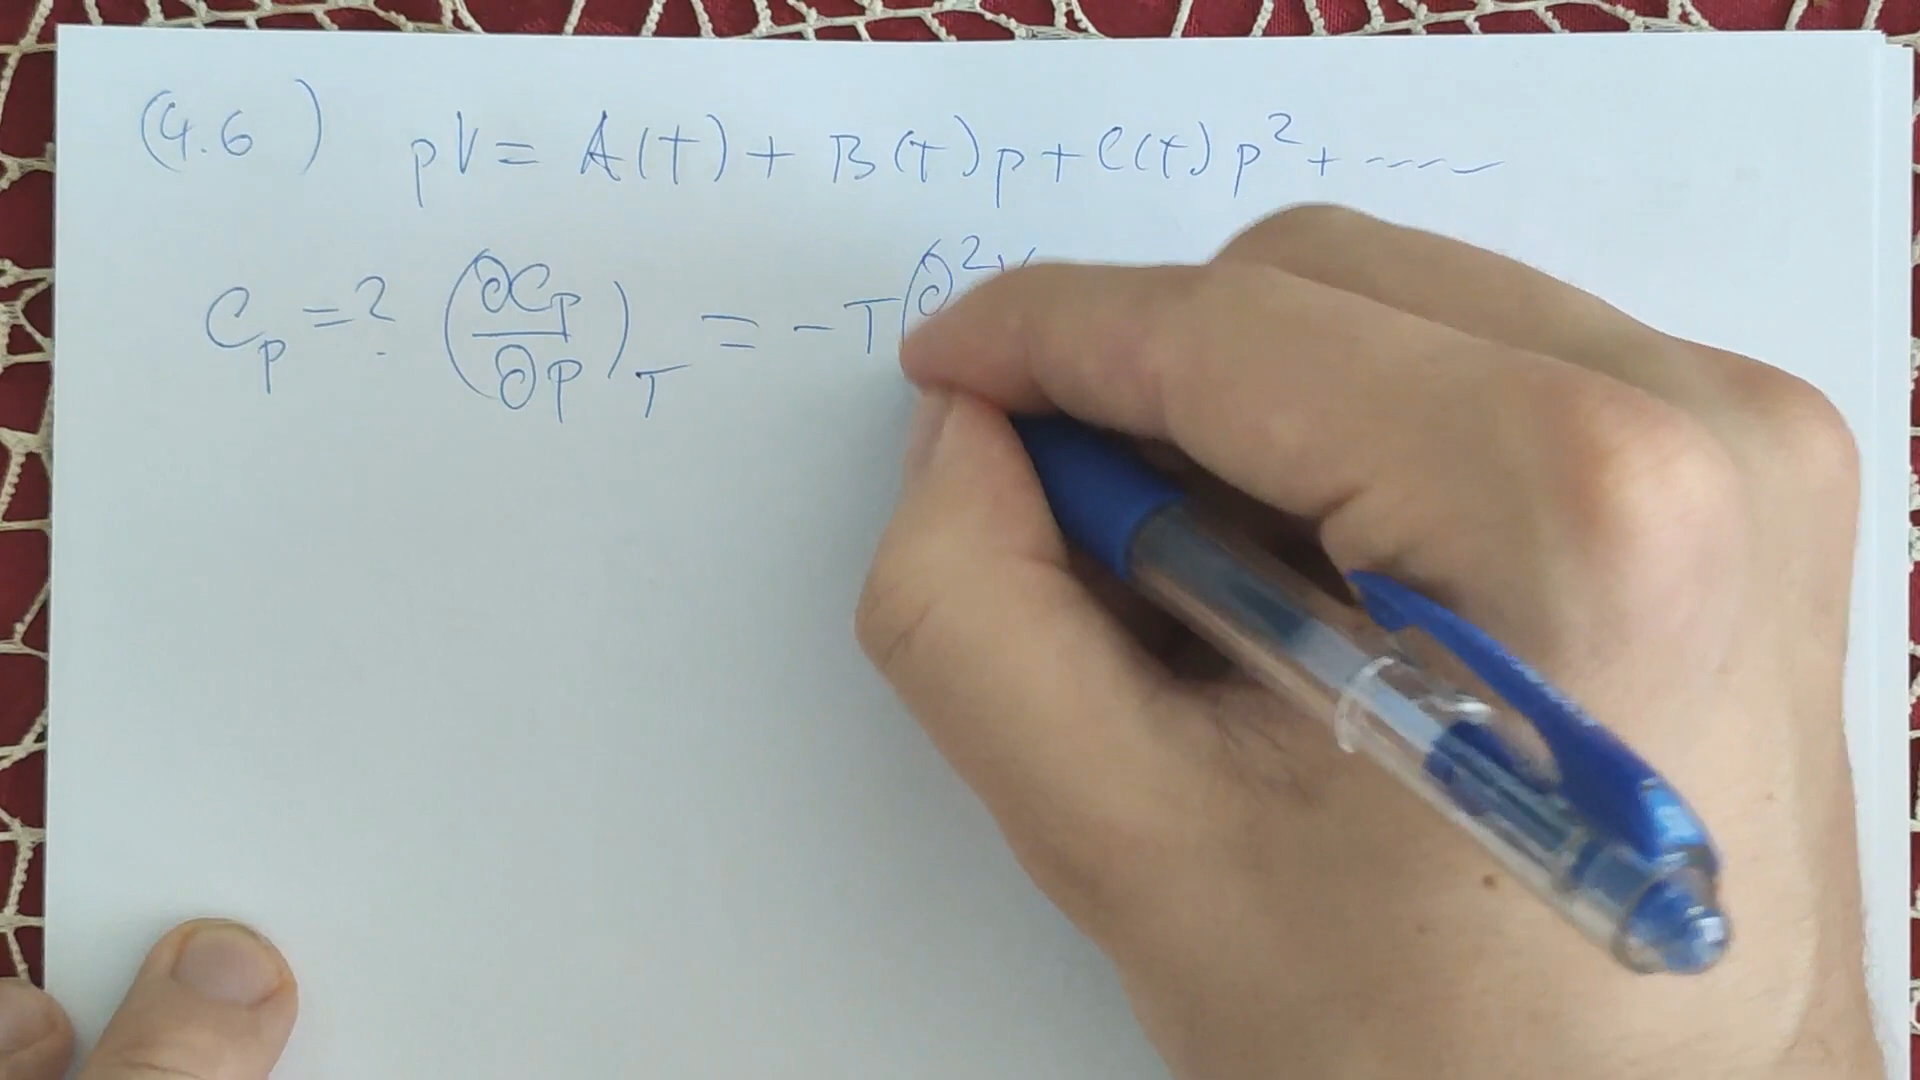 (4.6) pV = A(T) + B(T)p + C(T)p² + ----
Cp = ? (∂Cp/∂p)T = -T(∂²V